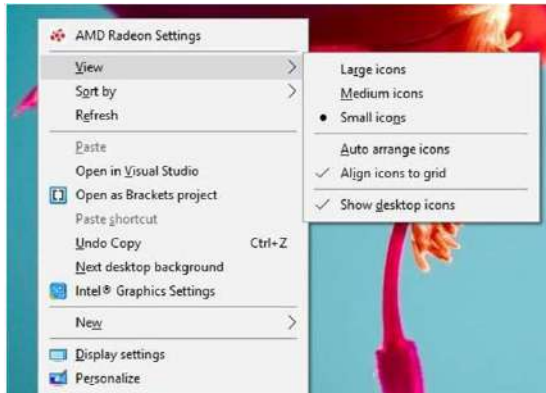 AMD Radeon Settings
View
Sort by
Refresh
Paste
Open in Visual Studio
Open as Brackets project
Paste shortcut
Undo Copy Ctrl+Z
Next desktop background
Intel® Graphics Settings
New
Display settings
Personalize
Large icons
Medium icons
Small icons
Auto arrange icons
Align icons to grid
Show desktop icons